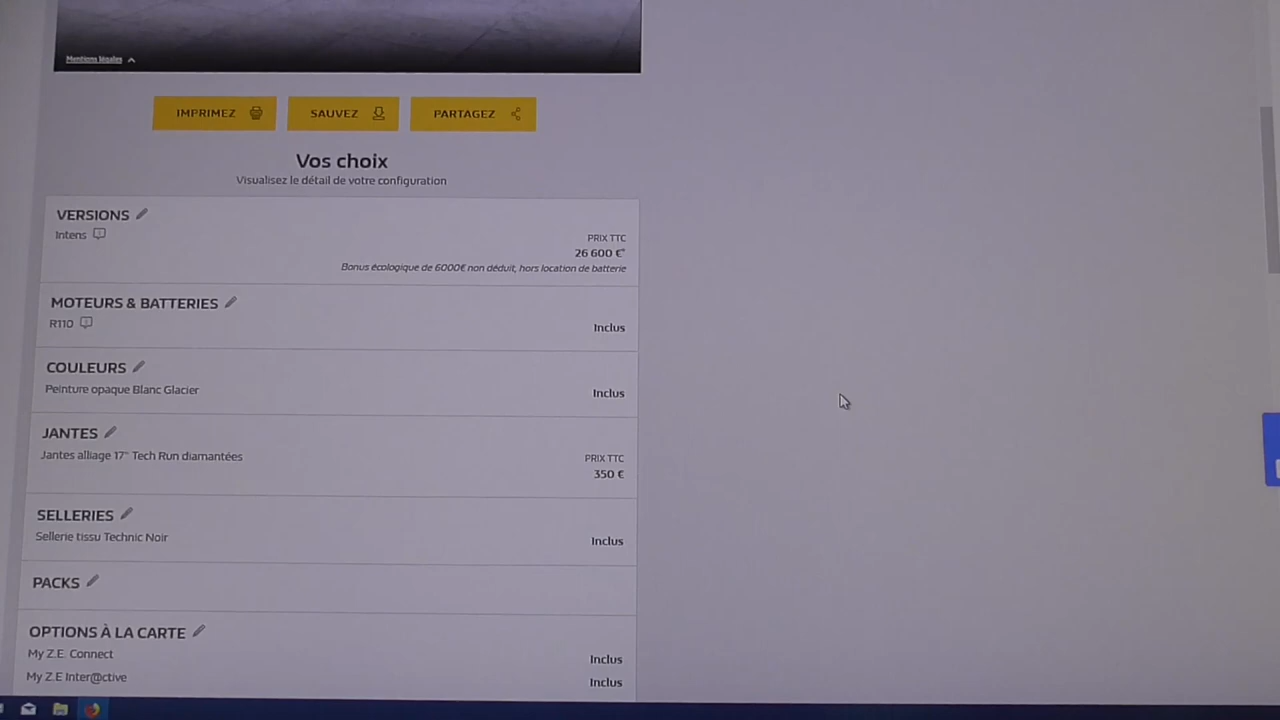 Mentions légales
IMPRIMEZ
SAUVEZ
PARTAGEZ
Vos choix
Visualisez le détail de votre configuration
VERSIONS
Intens
PRIX TTC
26 600 €*
Bonus écologique de 6000€ non déduit, hors location de batterie
MOTEURS & BATTERIES
R110
Inclus
COULEURS
Peinture opaque Blanc Glacier
Inclus
JANTES
Jantes alliage 17" Tech Run diamantées
PRIX TTC
350 €
SELLERIES
Sellerie tissu Technic Noir
Inclus
PACKS
OPTIONS À LA CARTE
My Z.E. Connect
Inclus
My Z.E Inter@ctive
Inclus